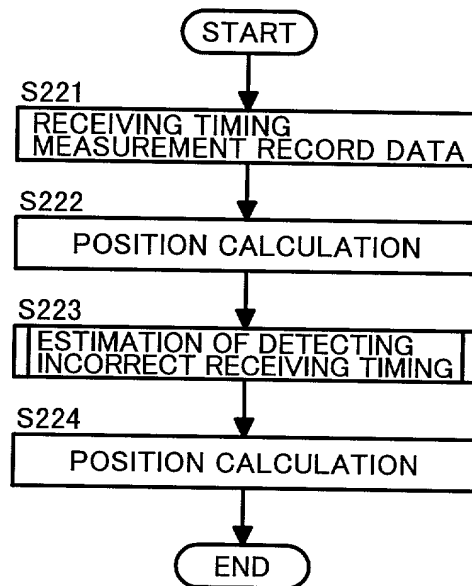 START
S221
RECEIVING TIMING
MEASUREMENT RECORD DATA
S222
POSITION CALCULATION
S223
ESTIMATION OF DETECTING
INCORRECT RECEIVING TIMING
S224
POSITION CALCULATION
END